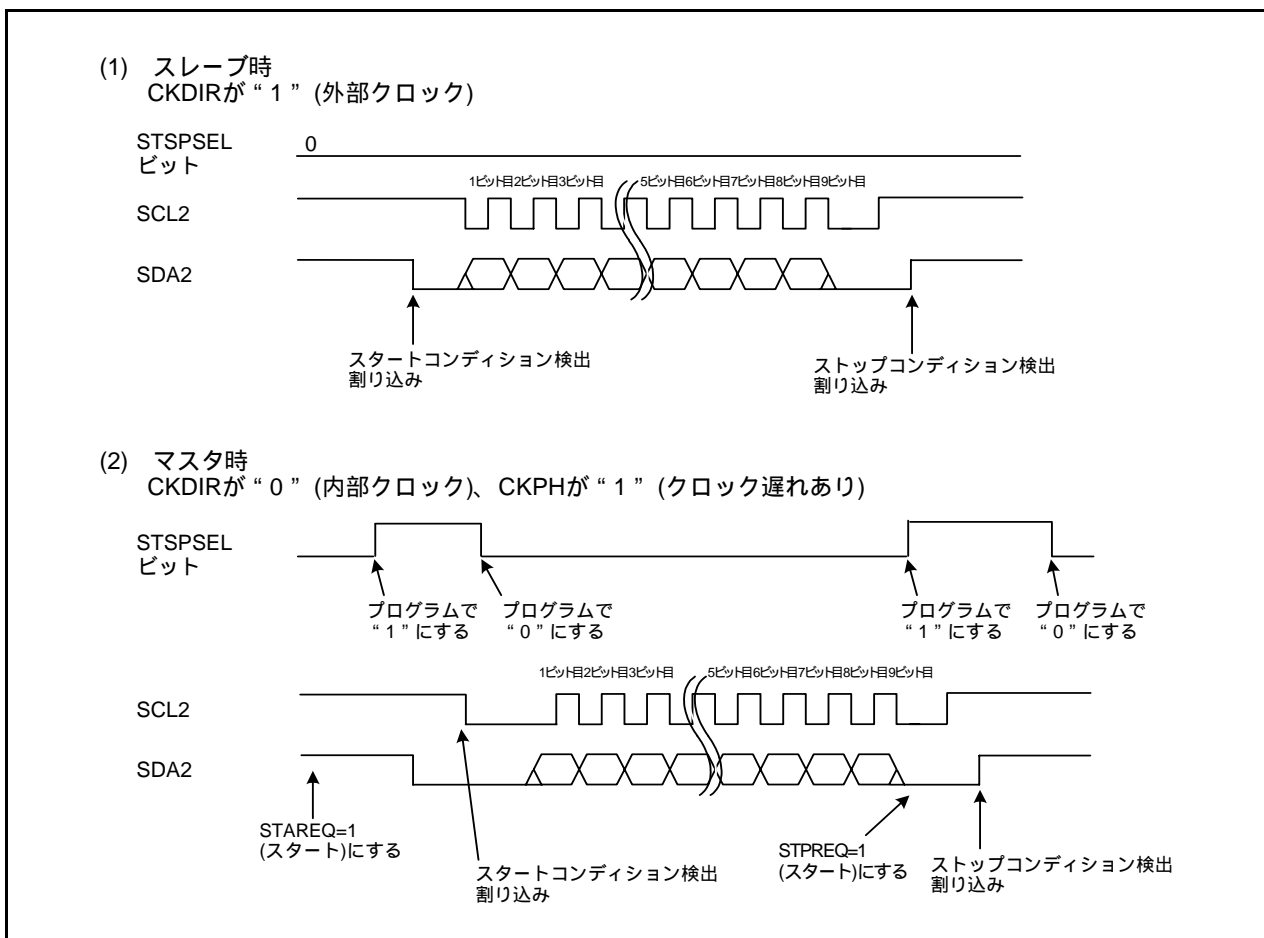 (1) スレーブ時
CKDIRが“1”(外部クロック)
STSPSEL
ビット
0
1ビット目2ビット目3ビット目 5ビット目6ビット目7ビット目8ビット目9ビット目
SCL2
SDA2
スタートコンディション検出
割り込み
ストップコンディション検出
割り込み
(2) マスタ時
CKDIRが“0”(内部クロック)、CKPHが“1”(クロック遅れあり)
STSPSEL
ビット
プログラムで
“1”にする
プログラムで
“0”にする
プログラムで
“1”にする
プログラムで
“0”にする
1ビット目2ビット目3ビット目 5ビット目6ビット目7ビット目8ビット目9ビット目
SCL2
SDA2
STAREQ=1
(スタート)にする
スタートコンディション検出
割り込み
STPREQ=1
(スタート)にする
ストップコンディション検出
割り込み